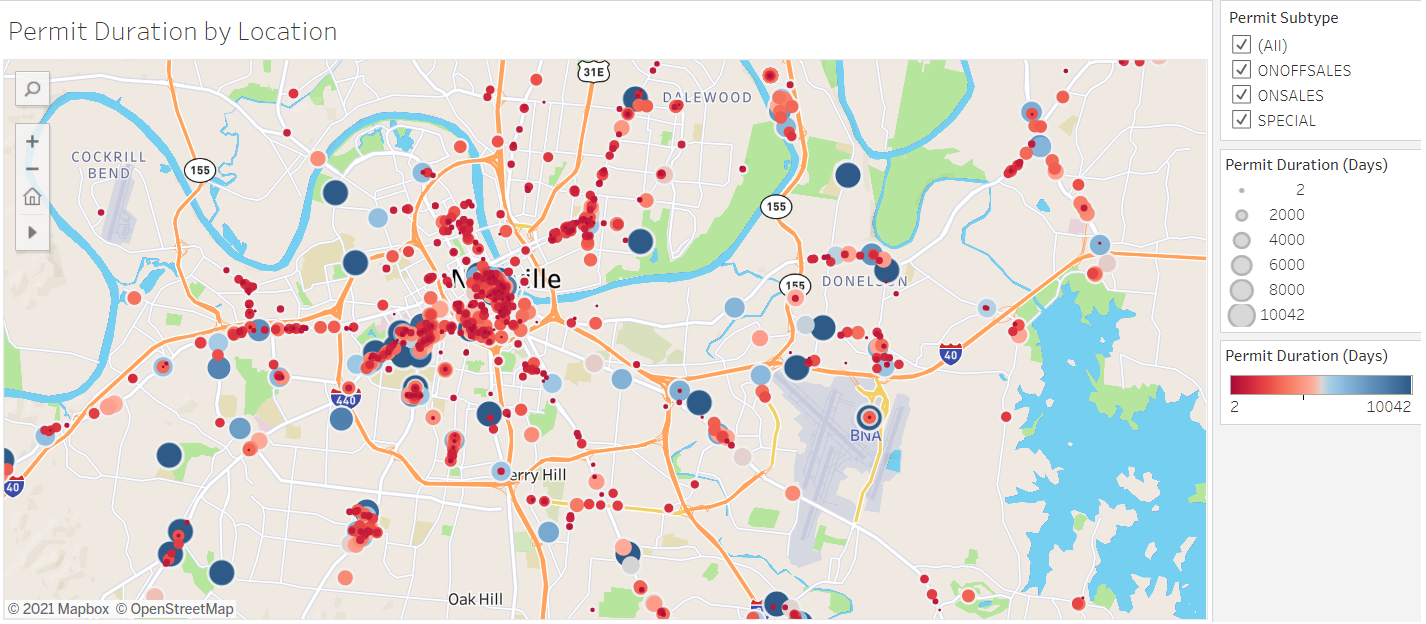 Permit Duration by Location
31E
DALEWOOD
COCKRILL
BEND
155
155
155
DONELSON
40
440
BNA
40
Oak Hill
© 2021 Mapbox © OpenStreetMap
Permit Subtype
(All)
ONOFFSALES
ONSALES
SPECIAL
Permit Duration (Days)
2
2000
4000
6000
8000
10042
Permit Duration (Days)
2
10042